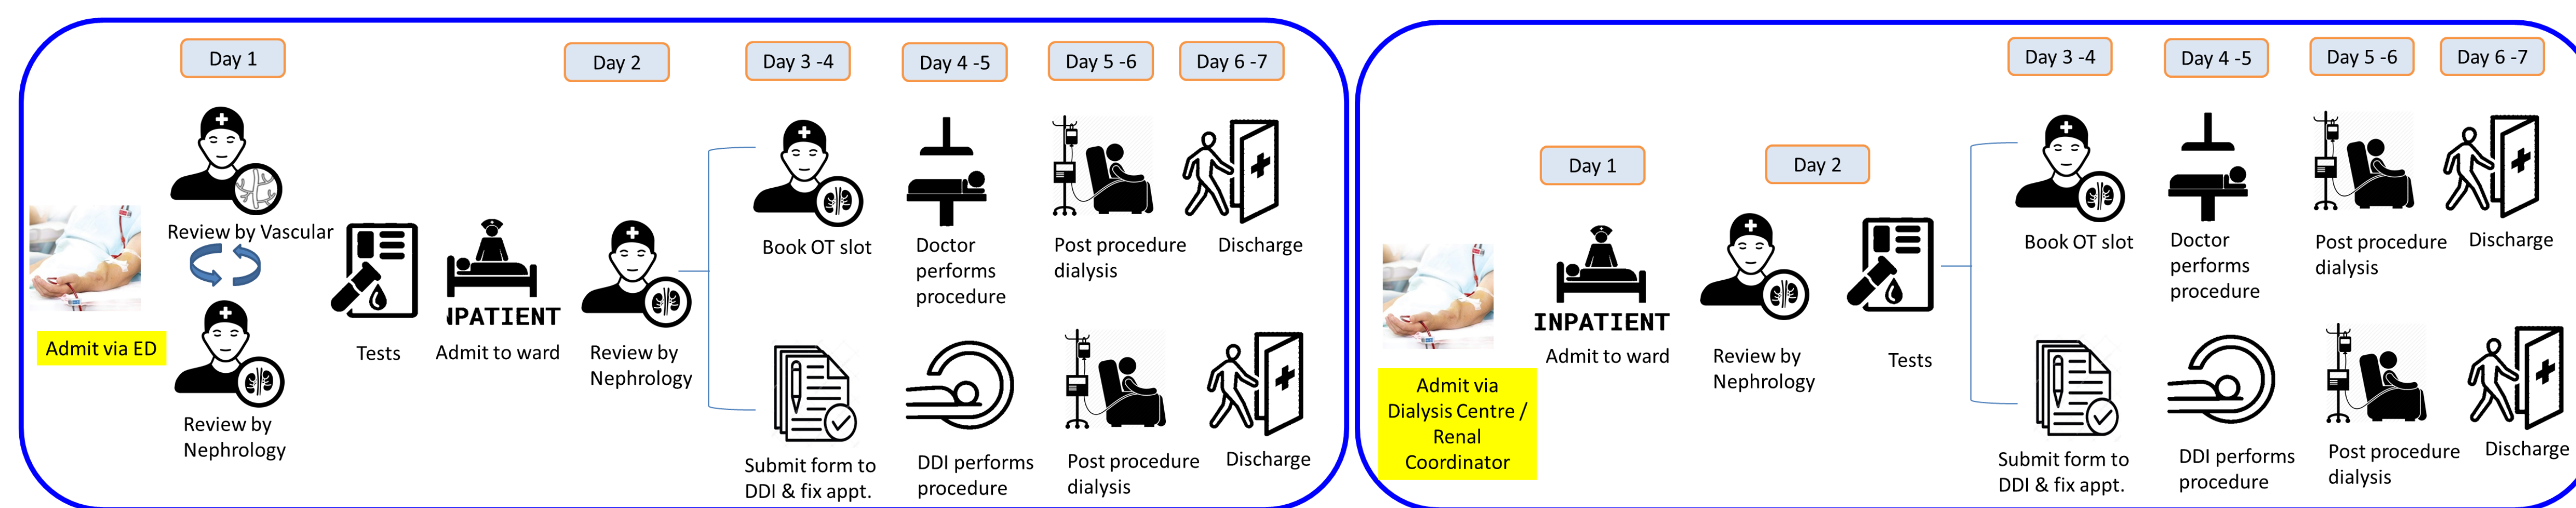 Day 1
Day 2
Day 3 -4
Day 4 -5
Day 5 -6
Day 6 -7
Review by Vascular
Admit via ED
Review by
Nephrology
Tests
INPATIENT
Admit to ward
Review by
Nephrology
Book OT slot
Doctor
performs
procedure
Post procedure
dialysis
Discharge
Submit form to
DDI & fix appt.
DDI performs
procedure
Post procedure
dialysis
Discharge
Day 1
Day 2
Day 3 -4
Day 4 -5
Day 5 -6
Day 6 -7
Admit via
Dialysis Centre /
Renal
Coordinator
INPATIENT
Admit to ward
Review by
Nephrology
Tests
Book OT slot
Doctor
performs
procedure
Post procedure
dialysis
Discharge
Submit form to
DDI & fix appt.
DDI performs
procedure
Post procedure
dialysis
Discharge